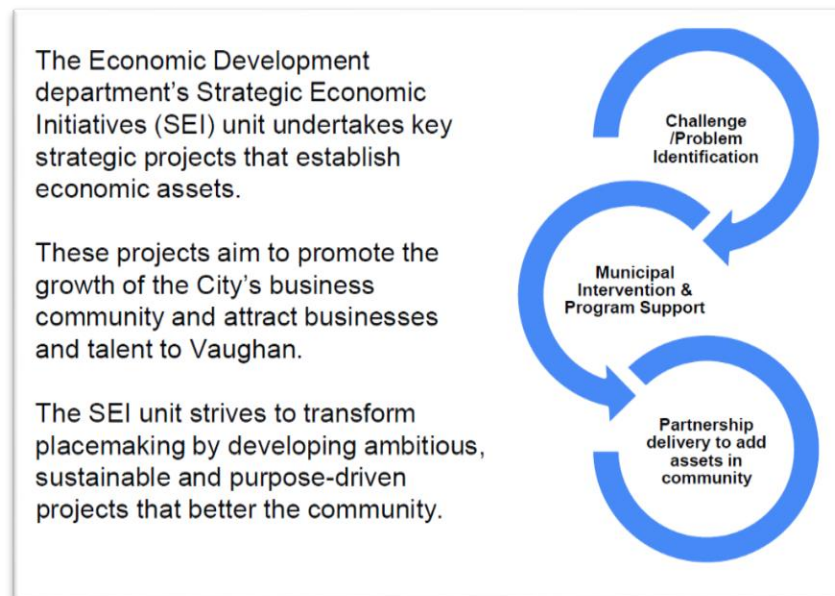 The Economic Development
department's Strategic Economic
Initiatives (SEI) unit undertakes key
strategic projects that establish
economic assets.
These projects aim to promote the
growth of the City's business
community and attract businesses
and talent to Vaughan.
The SEI unit strives to transform
placemaking by developing ambitious,
sustainable and purpose-driven
projects that better the community.
Challenge
/Problem
Identification
Municipal
Intervention &
Program Support
Partnership
delivery to add
assets in
community